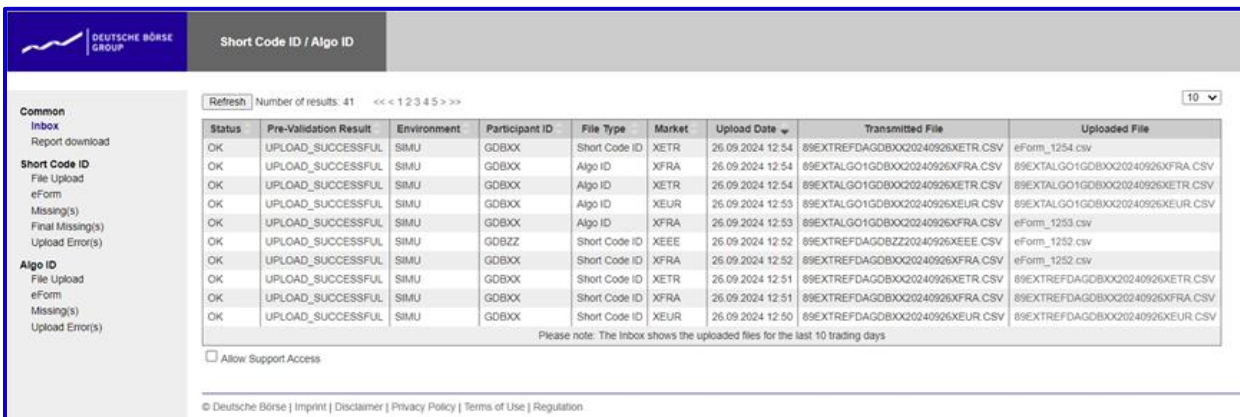 DEUTSCHE BÖRSE
GROUP
Short Code ID / Algo ID
Common
Inbox
Report download
Short Code ID
File Upload
eForm
Missing(s)
Final Missing(s)
Upload Error(s)
Algo ID
File Upload
eForm
Missing(s)
Upload Error(s)
Refresh Number of results: 41 << < 1 2 3 4 5 > >> 10
Status Pre-Validation Result Environment Participant ID File Type Market Upload Date Transmitted File Uploaded File
OK UPLOAD_SUCCESSFUL SIMU GDBXX Short Code ID XETR 26.09.2024 12:54 89EXTREFDAGDBXX20240926XETR.CSV eForm_1254.csv
OK UPLOAD_SUCCESSFUL SIMU GDBXX Algo ID XFRA 26.09.2024 12:54 89EXTALGO1GDBXX20240926XFRA.CSV 89EXTALGO1GDBXX20240926XFRA.CSV
OK UPLOAD_SUCCESSFUL SIMU GDBXX Algo ID XETR 26.09.2024 12:54 89EXTALGO1GDBXX20240926XETR.CSV 89EXTALGO1GDBXX20240926XETR.CSV
OK UPLOAD_SUCCESSFUL SIMU GDBXX Algo ID XEUR 26.09.2024 12:53 89EXTALGO1GDBXX20240926XEUR.CSV 89EXTALGO1GDBXX20240926XEUR.CSV
OK UPLOAD_SUCCESSFUL SIMU GDBXX Algo ID XFRA 26.09.2024 12:53 89EXTALGO1GDBXX20240926XFRA.CSV eForm_1253.csv
OK UPLOAD_SUCCESSFUL SIMU GDBZZ Short Code ID XEEE 26.09.2024 12:52 89EXTREFDAGDBZZ20240926XEEE.CSV eForm_1252.csv
OK UPLOAD_SUCCESSFUL SIMU GDBXX Short Code ID XFRA 26.09.2024 12:52 89EXTREFDAGDBXX20240926XFRA.CSV eForm_1252.csv
OK UPLOAD_SUCCESSFUL SIMU GDBXX Short Code ID XETR 26.09.2024 12:51 89EXTREFDAGDBXX20240926XETR.CSV 89EXTREFDAGDBXX20240926XETR.CSV
OK UPLOAD_SUCCESSFUL SIMU GDBXX Short Code ID XFRA 26.09.2024 12:51 89EXTREFDAGDBXX20240926XFRA.CSV 89EXTREFDAGDBXX20240926XFRA.CSV
OK UPLOAD_SUCCESSFUL SIMU GDBXX Short Code ID XEUR 26.09.2024 12:50 89EXTREFDAGDBXX20240926XEUR.CSV 89EXTREFDAGDBXX20240926XEUR.CSV
Please note: The Inbox shows the uploaded files for the last 10 trading days
Allow Support Access
© Deutsche Börse | Imprint | Disclaimer | Privacy Policy | Terms of Use | Regulation